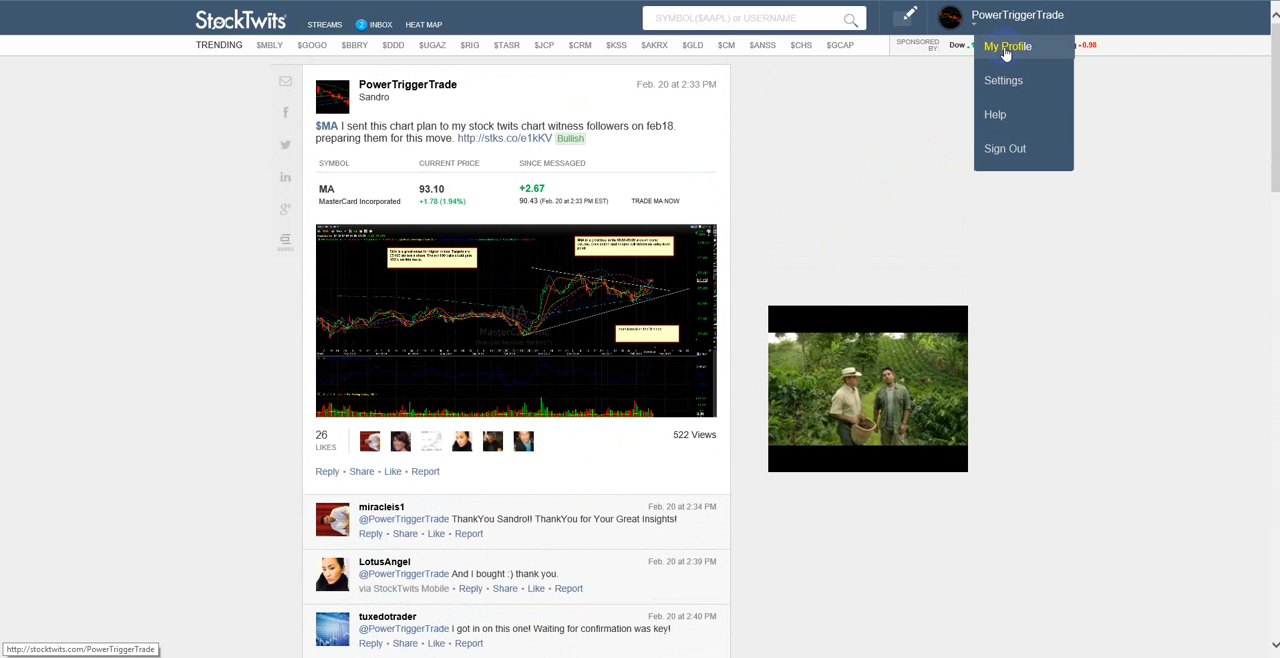 StockTwits STREAMS 2 INBOX HEAT MAP SYMBOL($AAPL) or USERNAME PowerTriggerTrade
TRENDING $MBLY $GOGO $BBRY $DDD $UGAZ $RIG $TASR $JCP $CRM $KSS $AKRX $GLD $CM $ANSS $CHS $GCAP SPONSORED BY: Dow +0.98
My Profile
Settings
Help
Sign Out
PowerTriggerTrade Feb. 20 at 2:33 PM
Sandro
$MA I sent this chart plan to my stock twits chart witness followers on feb18.
preparing them for this move. http://stks.co/e1kKV Bullish
SYMBOL CURRENT PRICE SINCE MESSAGED
MA 93.10 +2.67
MasterCard Incorporated +1.78 (1.94%) 90.43 (Feb. 20 at 2:33 PM EST) TRADE MA NOW
26 522 Views
LIKES
Reply • Share • Like • Report
miracleis1 Feb. 20 at 2:34 PM
@PowerTriggerTrade ThankYou Sandro!! ThankYou for Your Great Insights!
Reply • Share • Like • Report
LotusAngel Feb. 20 at 2:39 PM
@PowerTriggerTrade And I bought :) thank you.
via StockTwits Mobile • Reply • Share • Like • Report
tuxedotrader Feb. 20 at 2:40 PM
@PowerTriggerTrade I got in on this one! Waiting for confirmation was key!
Reply • Share • Like • Report
http://stocktwits.com/PowerTriggerTrade